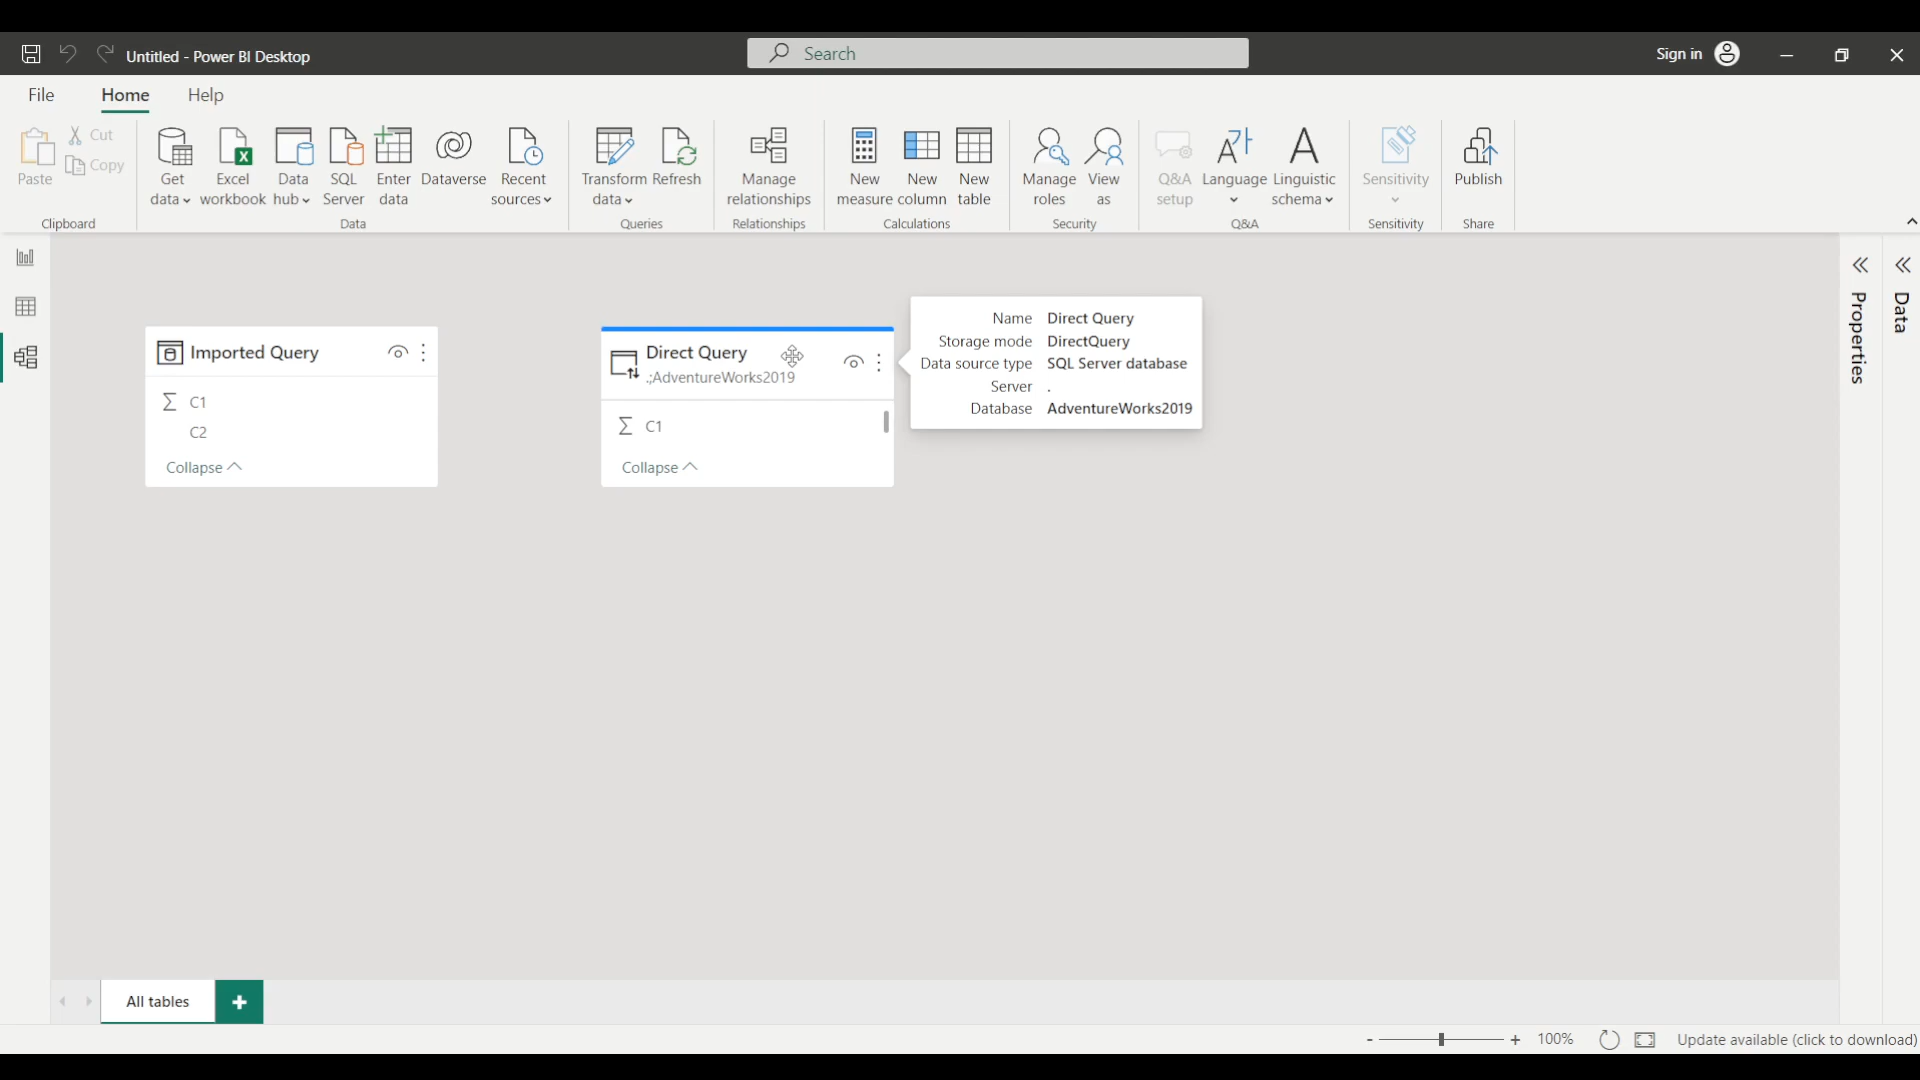 Untitled - Power BI Desktop
Search
Sign in
File
Home
Help
Paste
Cut
Copy
Clipboard
Get data
Excel workbook
Data hub
SQL Server
Enter data
Dataverse
Recent sources
Data
Transform data
Refresh
Queries
Manage relationships
Relationships
New measure
New column
New table
Calculations
Manage roles
View as
Security
Q&A setup
Language
Linguistic schema
Q&A
Sensitivity
Sensitivity
Publish
Share
Imported Query
C1
C2
Collapse
Direct Query
.;AdventureWorks2019
C1
Collapse
Name Direct Query
Storage mode DirectQuery
Data source type SQL Server database
Server .
Database AdventureWorks2019
Properties
Data
All tables
+
- + 100%
Update available (click to download)